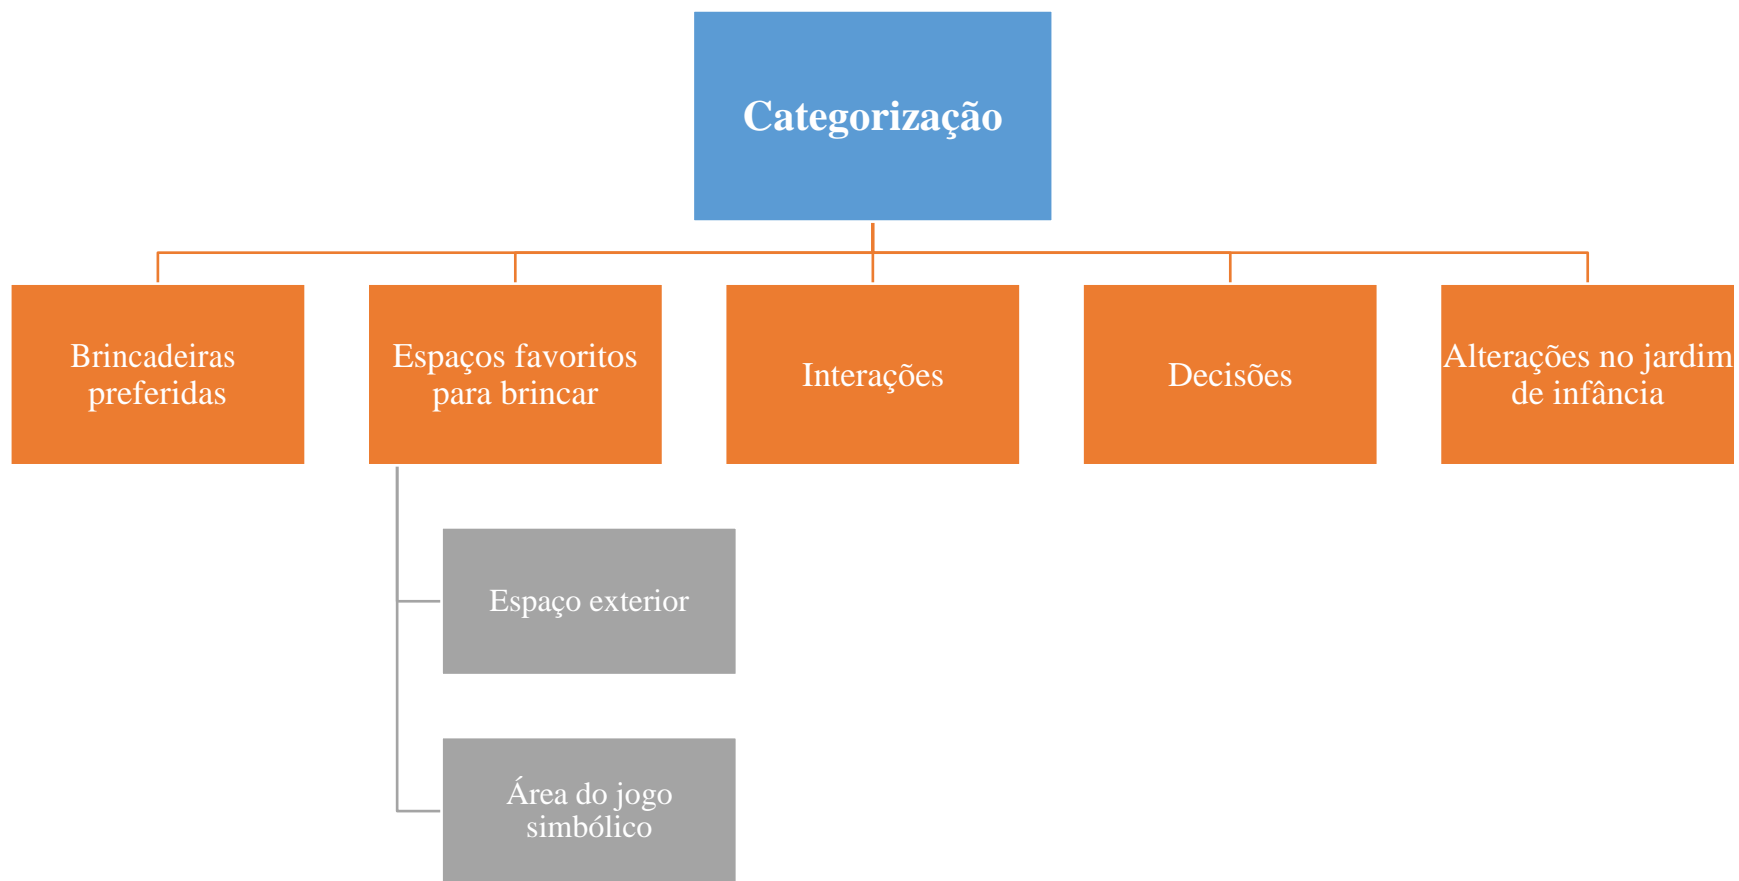 Categorização
Brincadeiras
preferidas
Espaços favoritos
para brincar
Interações
Decisões
Alterações no jardim
de infância
Espaço exterior
Área do jogo
simbólico